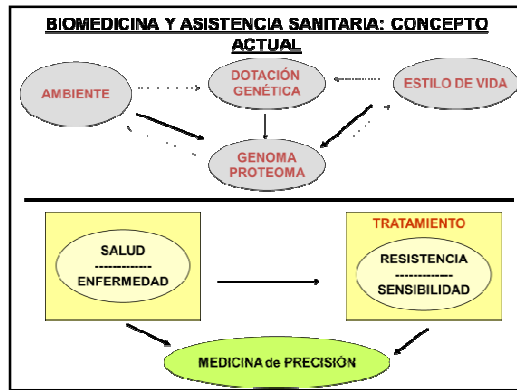 BIOMEDICINA Y ASISTENCIA SANITARIA: CONCEPTO
ACTUAL
AMBIENTE
DOTACIÓN
GENÉTICA
ESTILO DE VIDA
GENOMA
PROTEOMA
SALUD
-------------
ENFERMEDAD
TRATAMIENTO
RESISTENCIA
-------------
SENSIBILIDAD
MEDICINA de PRECISIÓN